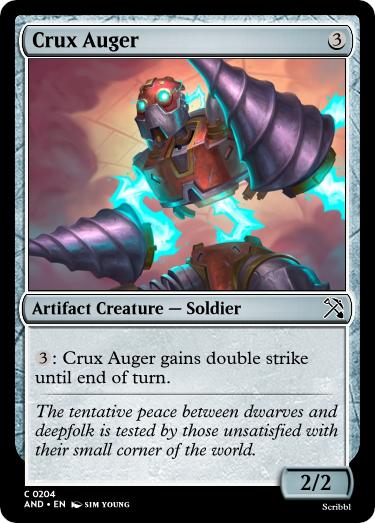 Crux Auger 3
Artifact Creature — Soldier
3: Crux Auger gains double strike
until end of turn.
The tentative peace between dwarves and
deepfolk is tested by those unsatisfied with
their small corner of the world.
2/2
C 0204
AND • EN SIM YOUNG
Scribbl